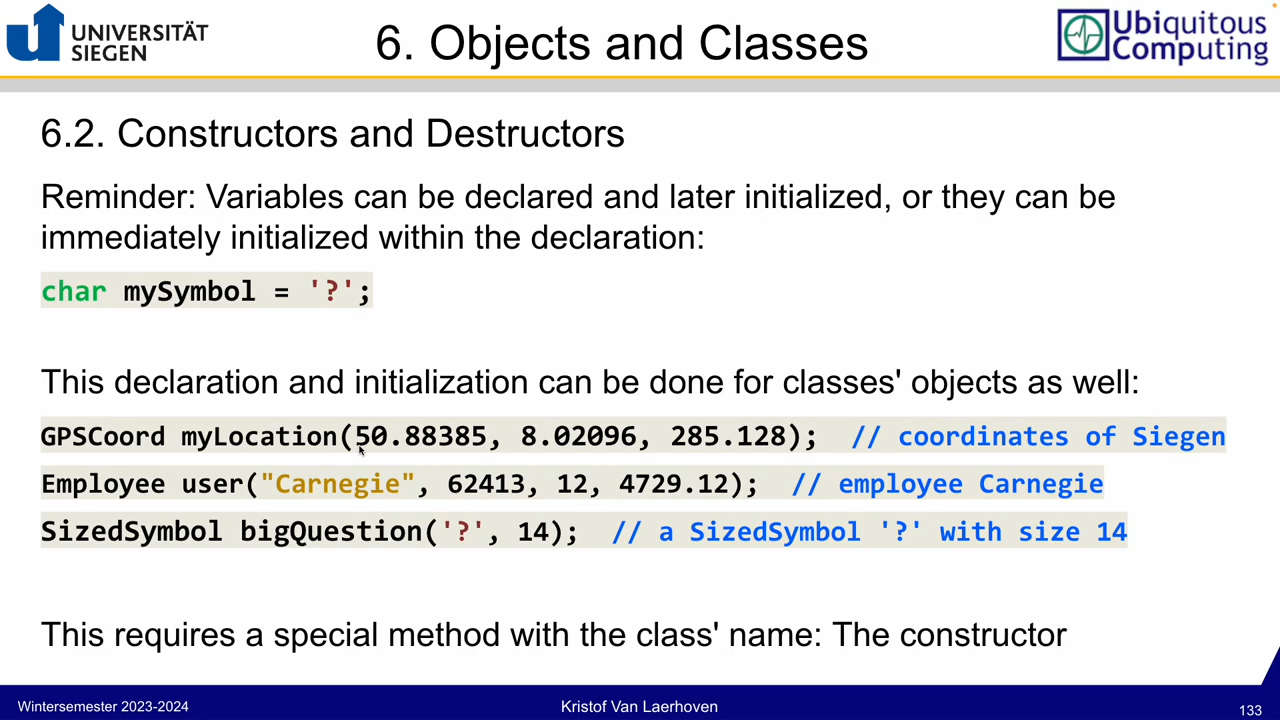 UNIVERSITÄT
SIEGEN
6. Objects and Classes
Ubiquitous
Computing
6.2. Constructors and Destructors
Reminder: Variables can be declared and later initialized, or they can be
immediately initialized within the declaration:
char mySymbol = '?';
This declaration and initialization can be done for classes' objects as well:
GPSCoord myLocation(50.88385, 8.02096, 285.128); // coordinates of Siegen
Employee user("Carnegie", 62413, 12, 4729.12); // employee Carnegie
SizedSymbol bigQuestion('?', 14); // a SizedSymbol '?' with size 14
This requires a special method with the class' name: The constructor
Wintersemester 2023-2024
Kristof Van Laerhoven
133